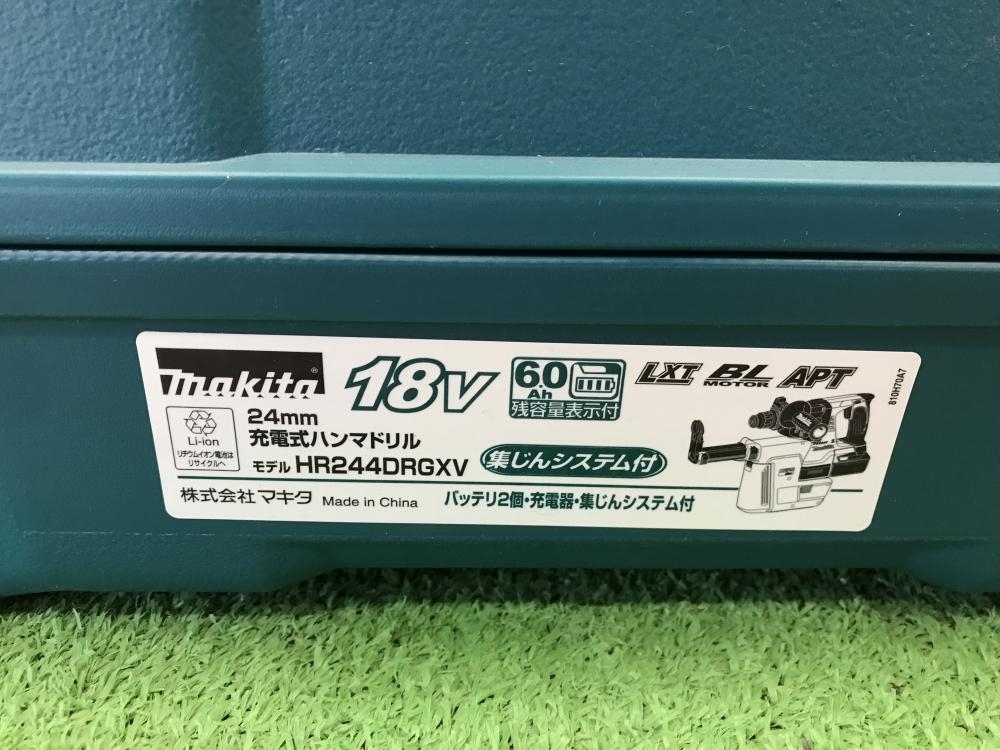 makita®
18V
6.0 Ah
残容量表示付
LXT BL MOTOR APT
810H70A7
Li-ion
リチウムイオン電池は
リサイクルへ
24mm
充電式ハンマドリル
モデル HR244DRGXV
集じんシステム付
株式会社マキタ Made in China
バッテリ2個・充電器・集じんシステム付